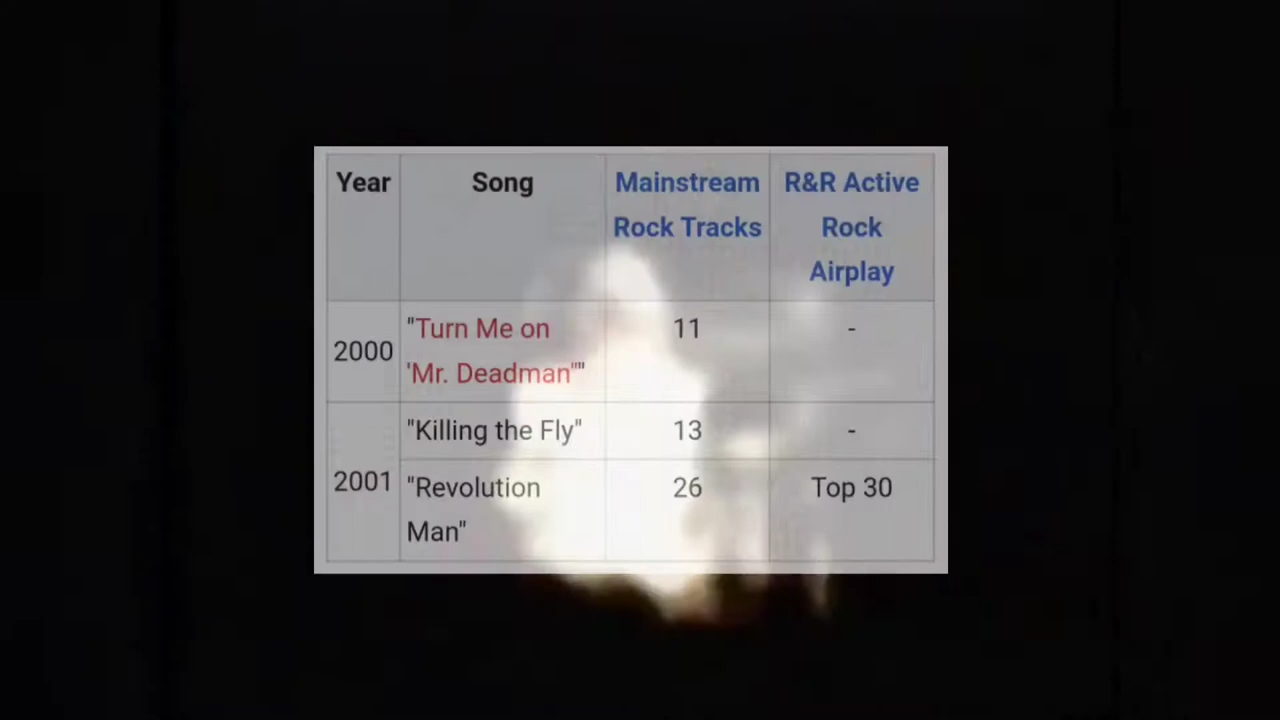 Year Song Mainstream Rock Tracks R&R Active Rock Airplay
2000 "Turn Me on 'Mr. Deadman'" 11 -
2001 "Killing the Fly" 13 -
"Revolution Man" 26 Top 30